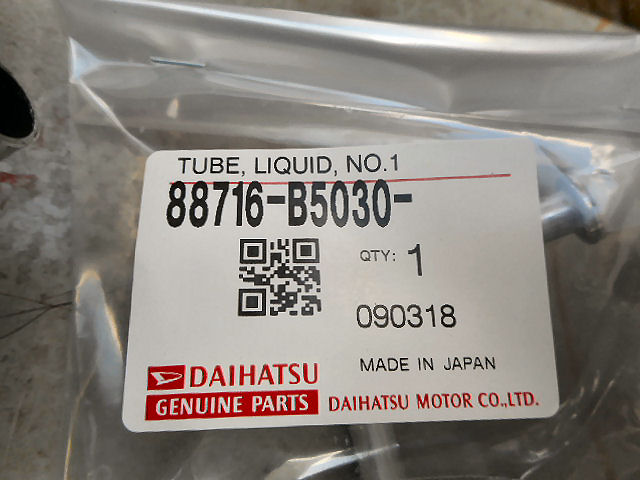 TUBE, LIQUID, NO.1
88716-B5030-
QTY: 1
090318
MADE IN JAPAN
DAIHATSU
GENUINE PARTS DAIHATSU MOTOR CO.,LTD.